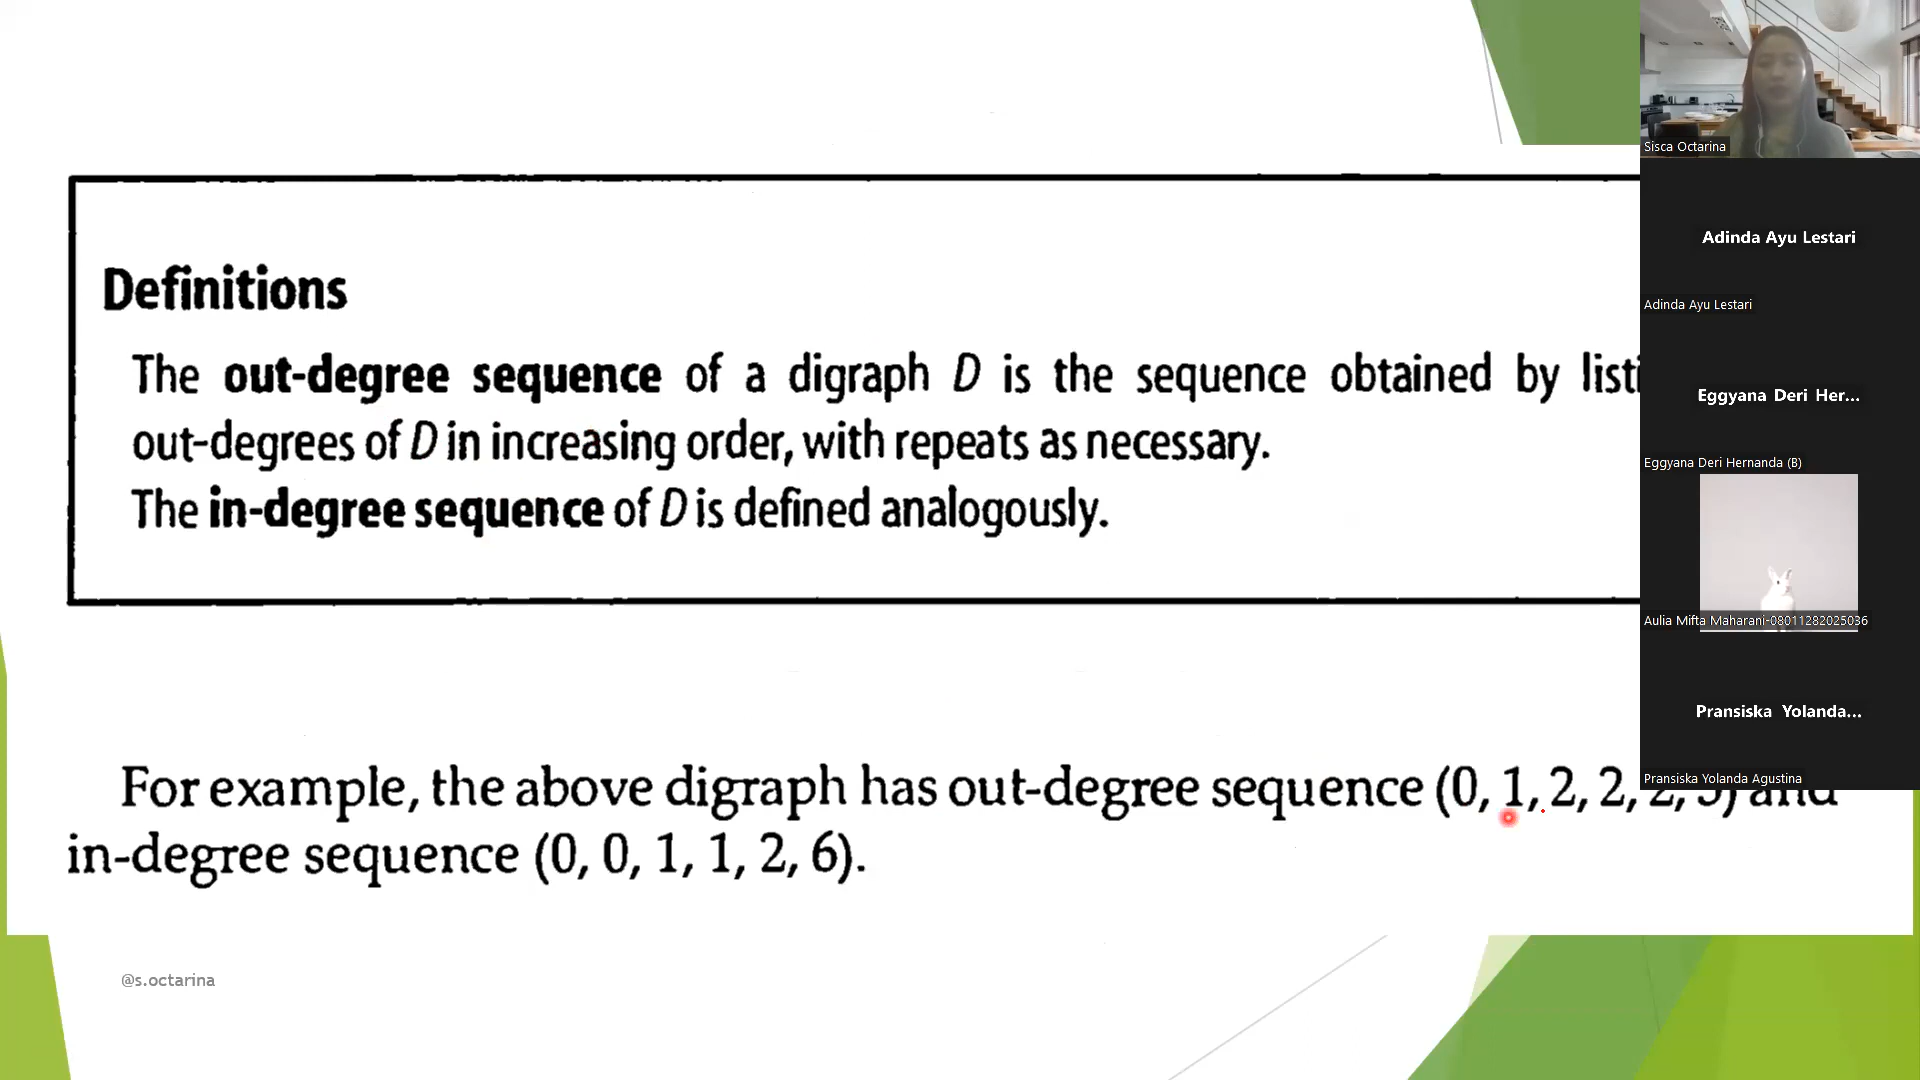 Definitions
The out-degree sequence of a digraph D is the sequence obtained by
out-degrees of D in increasing order, with repeats as necessary.
The in-degree sequence of D is defined analogously.
For example, the above digraph has out-degree sequence (0, 1, 2, 2, 2, 3) and
in-degree sequence (0, 0, 1, 1, 2, 6).
@s.octarina
Sisca Octarina
Adinda Ayu Lestari
Adinda Ayu Lestari
Eggyana Deri Her...
Eggyana Deri Hernanda (B)
Aulia Mifta Maharani-08011282025036
Pransiska Yolanda...
Pransiska Yolanda Agustina